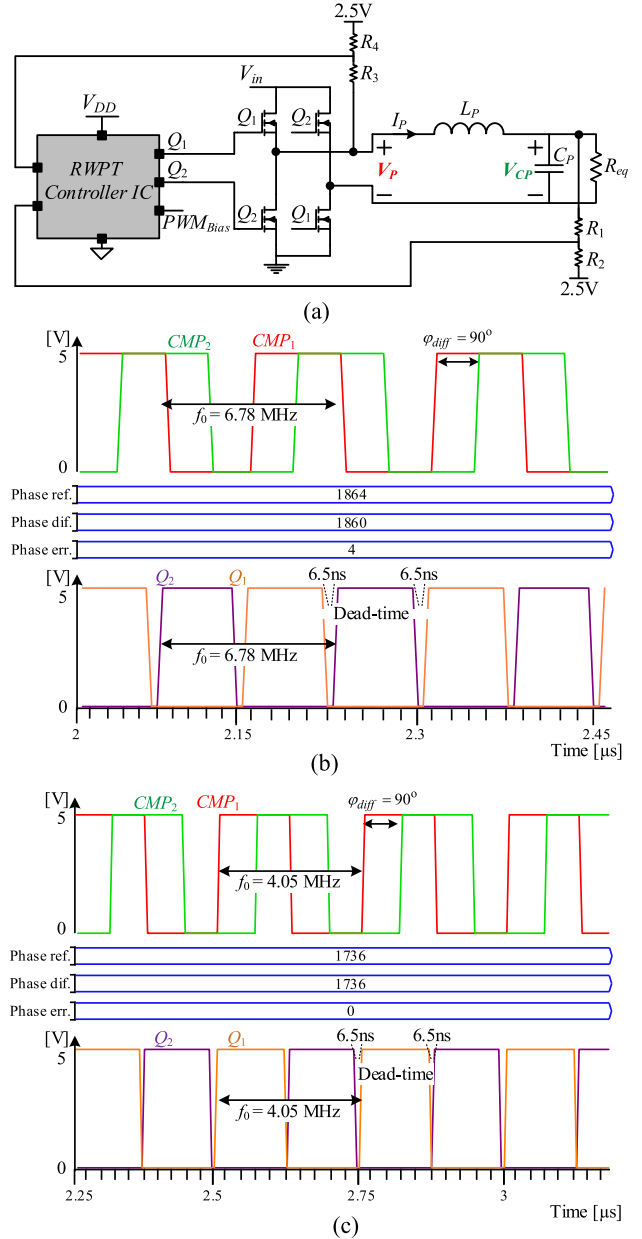 2.5V
R4
R3
Vin
VDD
Q1
Q2
Q1
Q2
RWPT
Controller IC
PWMBias
Q2
Q1
IP
LP
+
VP
−
+
VCP
−
CP
Req
R1
R2
2.5V
(a)
[V]
5
0
CMP2
CMP1
φdiff = 90°
f0 = 6.78 MHz
Phase ref.
1864
Phase dif.
1860
Phase err.
4
[V]
5
0
Q2
Q1
6.5ns
6.5ns
Dead-time
f0 = 6.78 MHz
2
2.15
2.3
2.45
Time [μs]
(b)
[V]
5
0
CMP2
CMP1
φdiff = 90°
f0 = 4.05 MHz
Phase ref.
1736
Phase dif.
1736
Phase err.
0
[V]
5
0
Q2
Q1
6.5ns
6.5ns
Dead-time
f0 = 4.05 MHz
2.25
2.5
2.75
3
Time [μs]
(c)